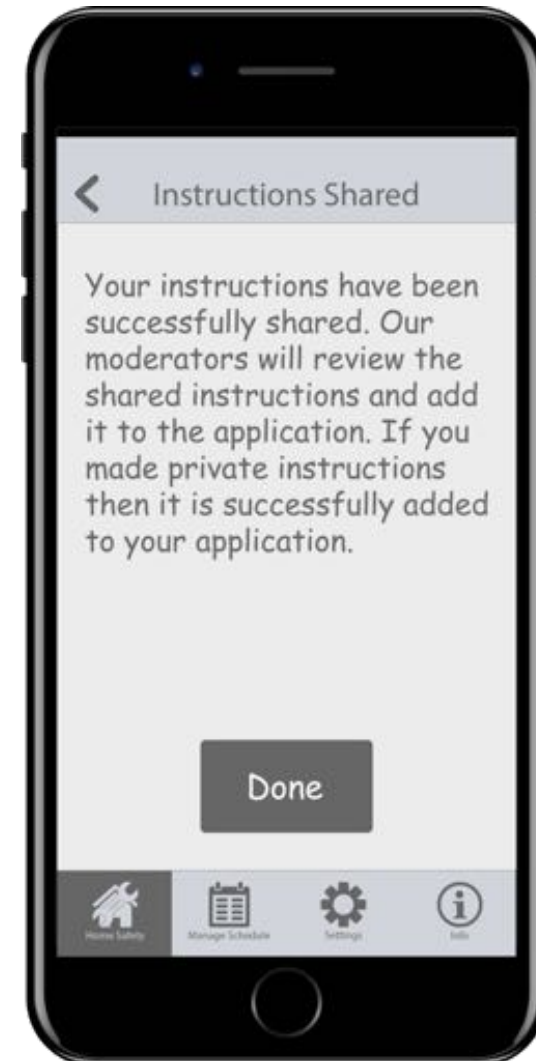 Instructions Shared
Your instructions have been
successfully shared. Our
moderators will review the
shared instructions and add
it to the application. If you
made private instructions
then it is successfully added
to your application.
Done
Home Safety
Manage Schedule
Settings
Info